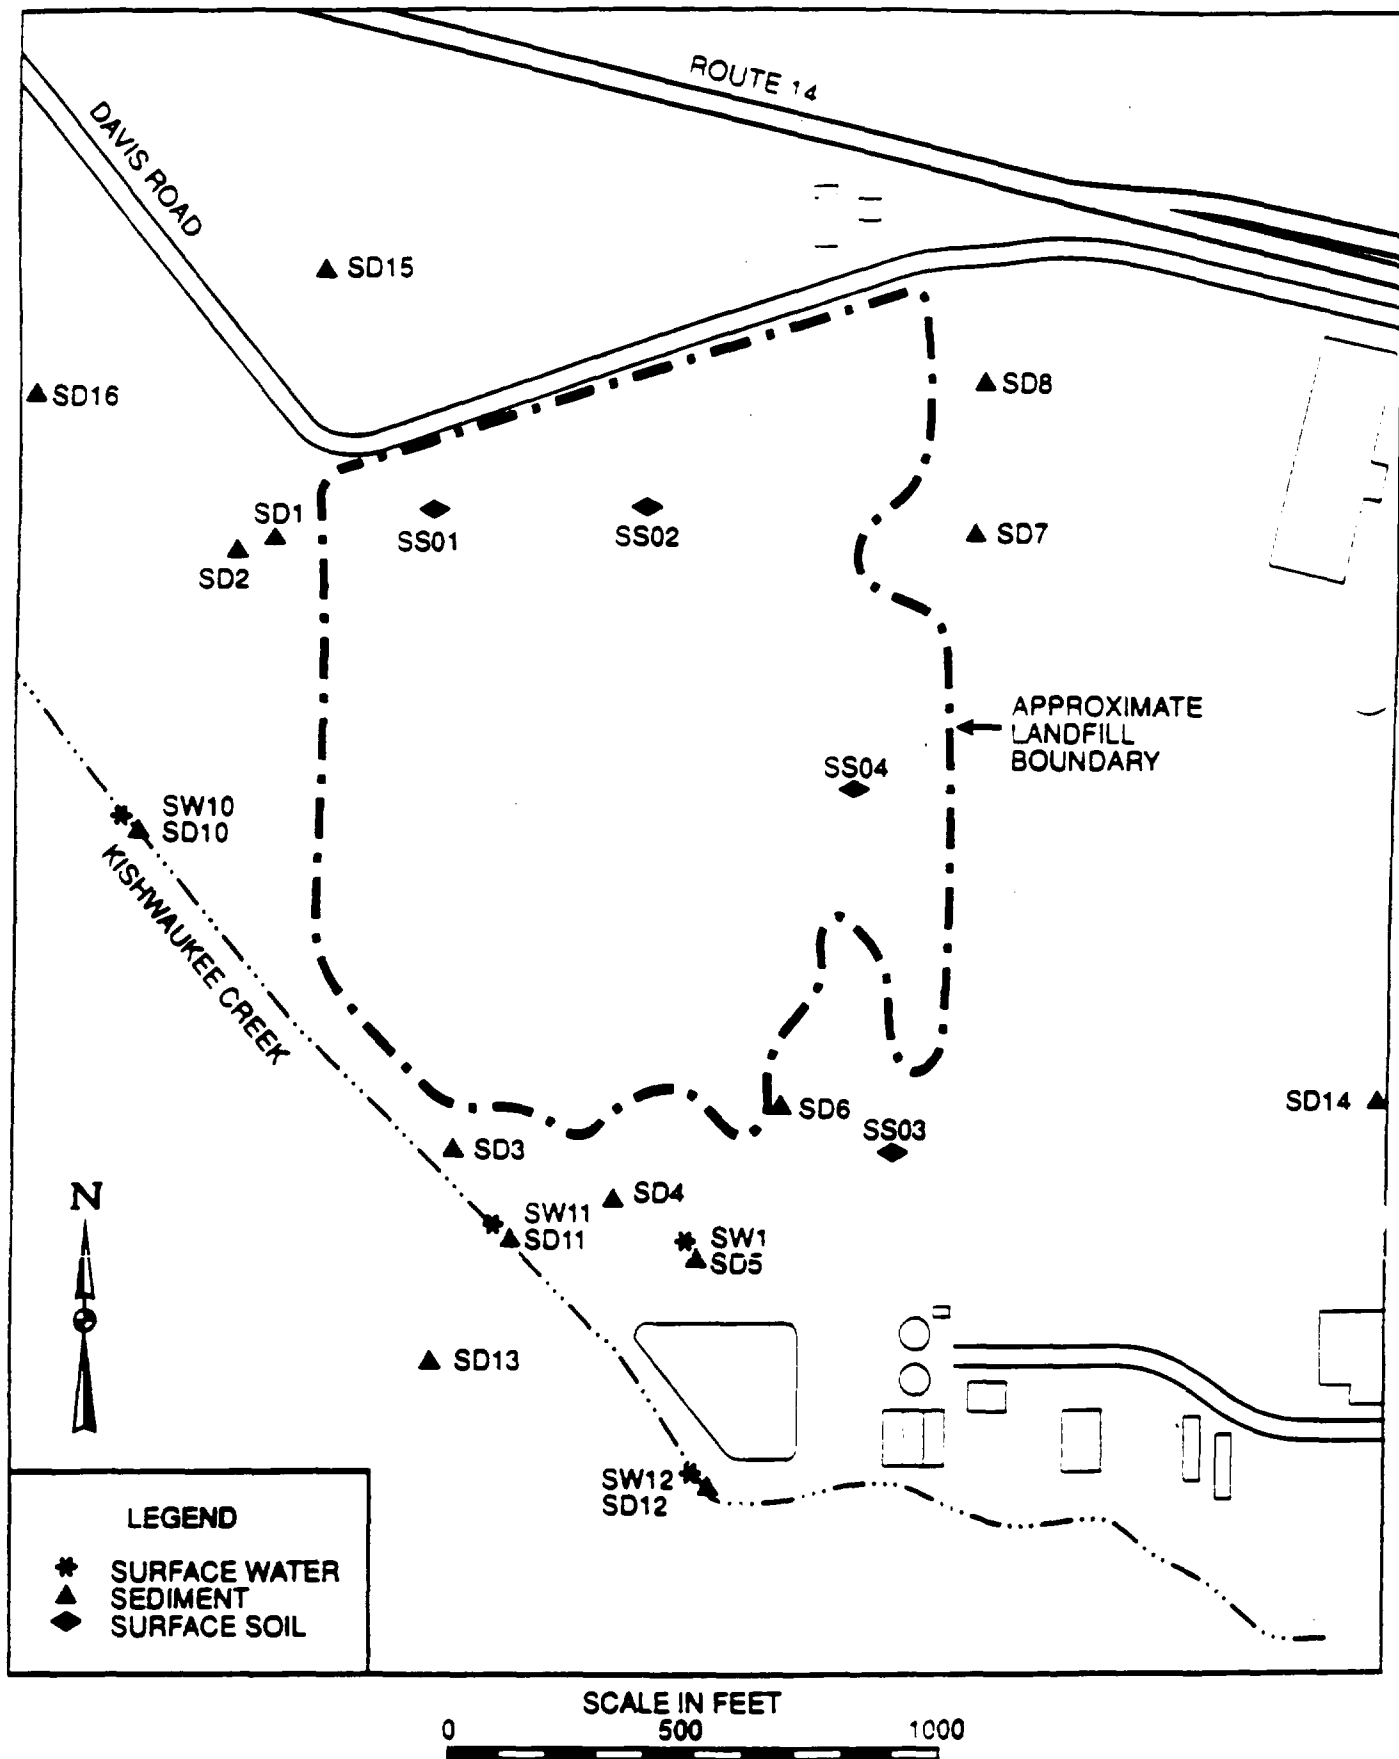 ROUTE 14
DAVIS ROAD
SD15
SD16
SD8
SD1
SD2
SS01
SS02
SD7
APPROXIMATE
LANDFILL
BOUNDARY
SS04
SW10
SD10
KISHWAUKEE CREEK
SD6
SD14
SS03
SD3
SD4
N
SW11
SD11
SW1
SD5
SD13
SW12
SD12
LEGEND
SURFACE WATER
SEDIMENT
SURFACE SOIL
SCALE IN FEET
0 500 1000